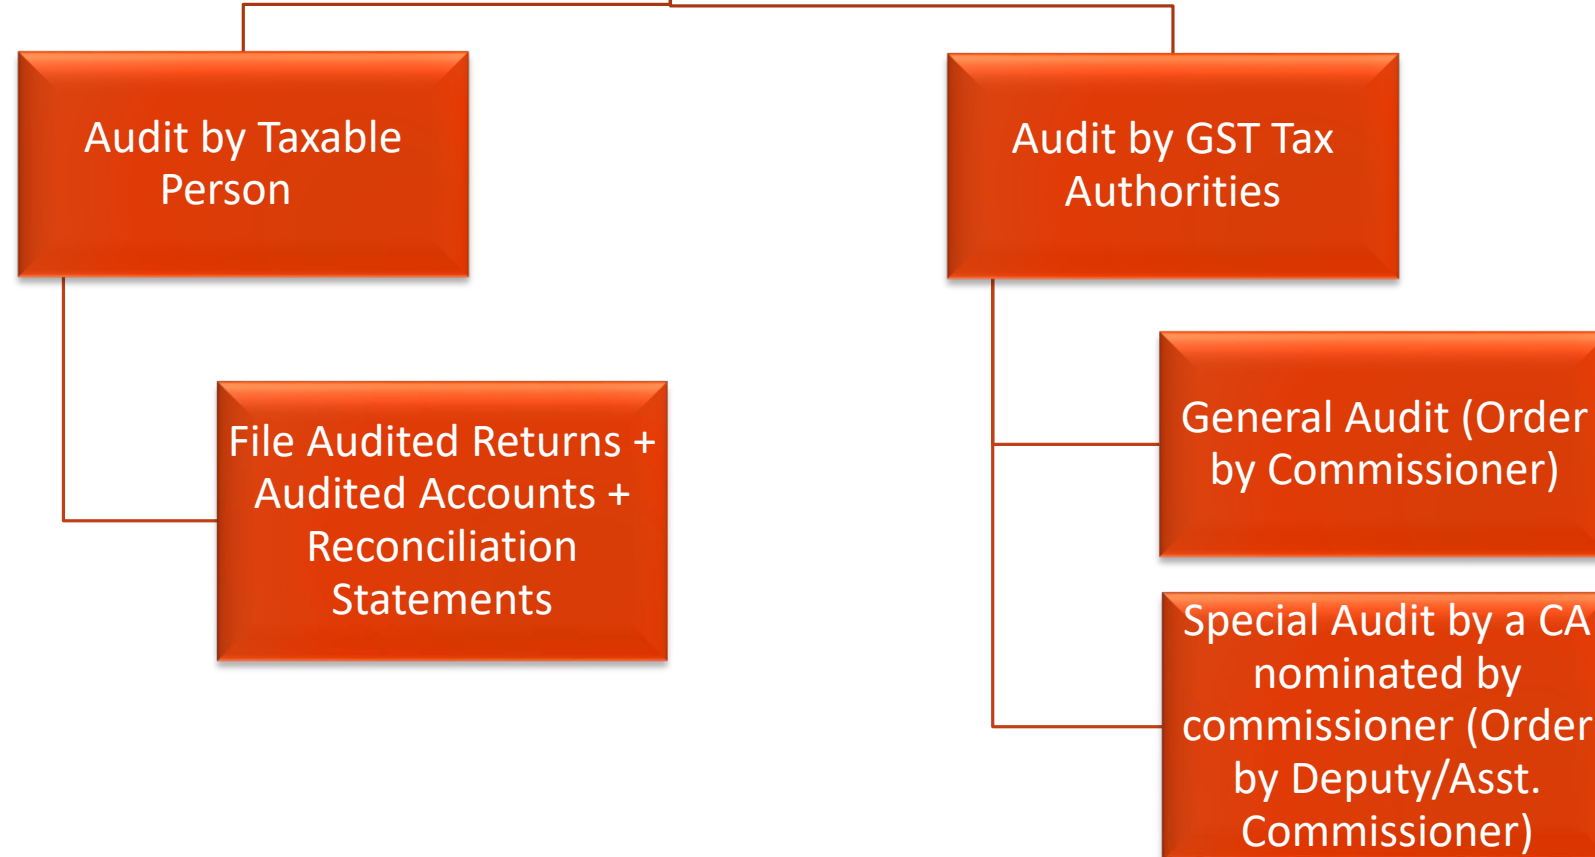 Audit by Taxable
Person
Audit by GST Tax
Authorities
File Audited Returns +
Audited Accounts +
Reconciliation
Statements
General Audit (Order
by Commissioner)
Special Audit by a CA
nominated by
commissioner (Order
by Deputy/Asst.
Commissioner)